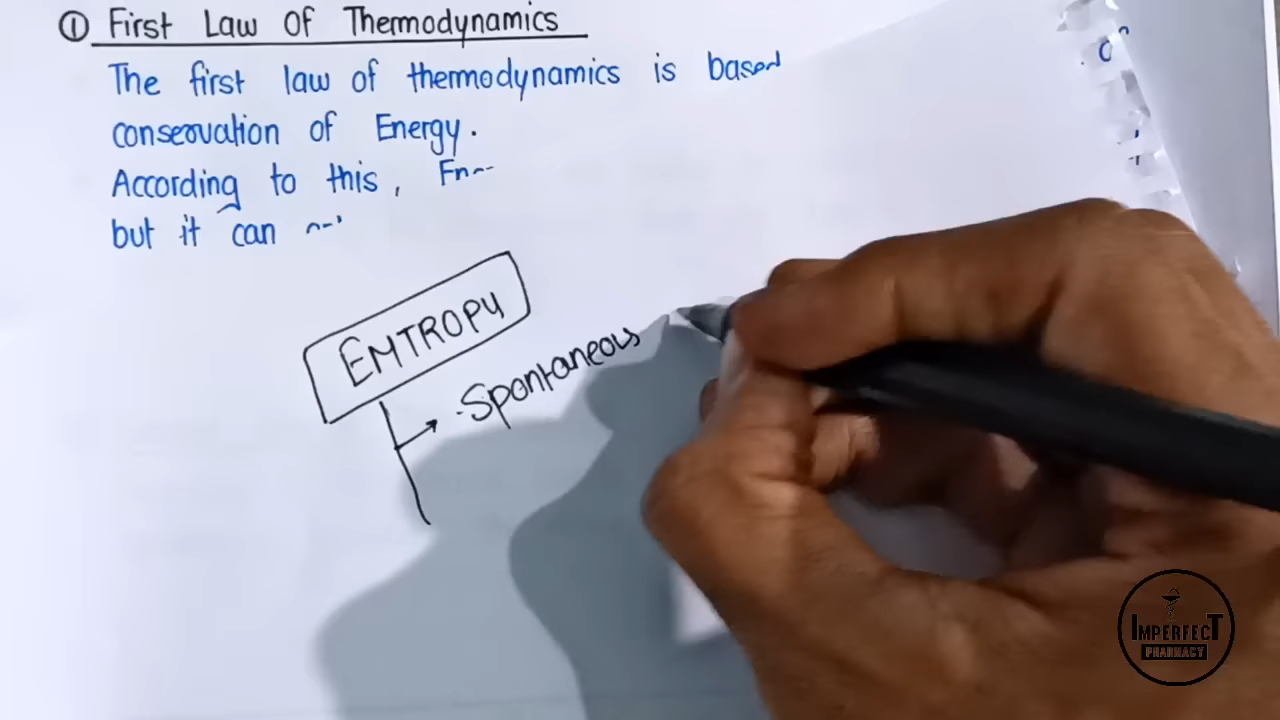 ① First Law Of Thermodynamics
The first law of thermodynamics is based
conservation of Energy.
According to this,
but it can
ENTROPY
Spontaneous
IMPERFECT
PHARMACY